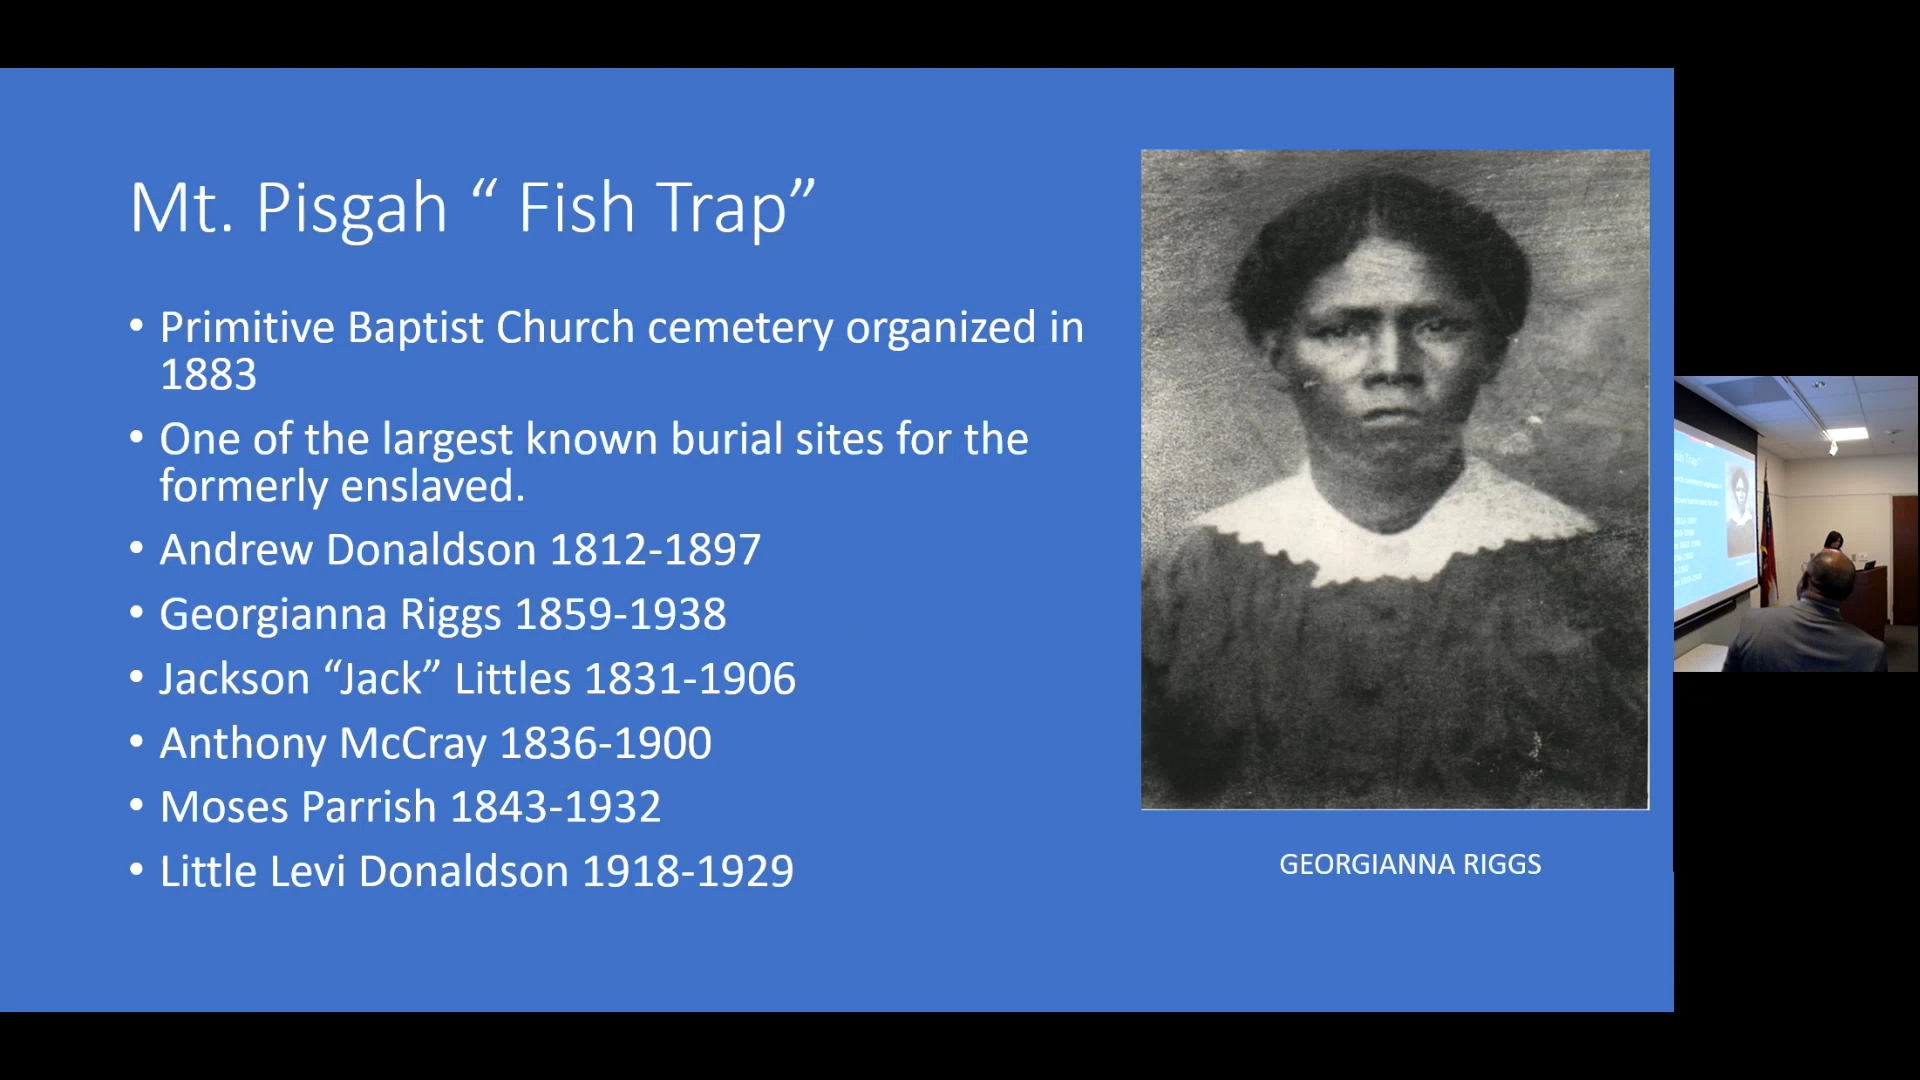 Mt. Pisgah “ Fish Trap”
• Primitive Baptist Church cemetery organized in
1883
• One of the largest known burial sites for the
formerly enslaved.
• Andrew Donaldson 1812-1897
• Georgianna Riggs 1859-1938
• Jackson “Jack” Littles 1831-1906
• Anthony McCray 1836-1900
• Moses Parrish 1843-1932
• Little Levi Donaldson 1918-1929
GEORGIANNA RIGGS